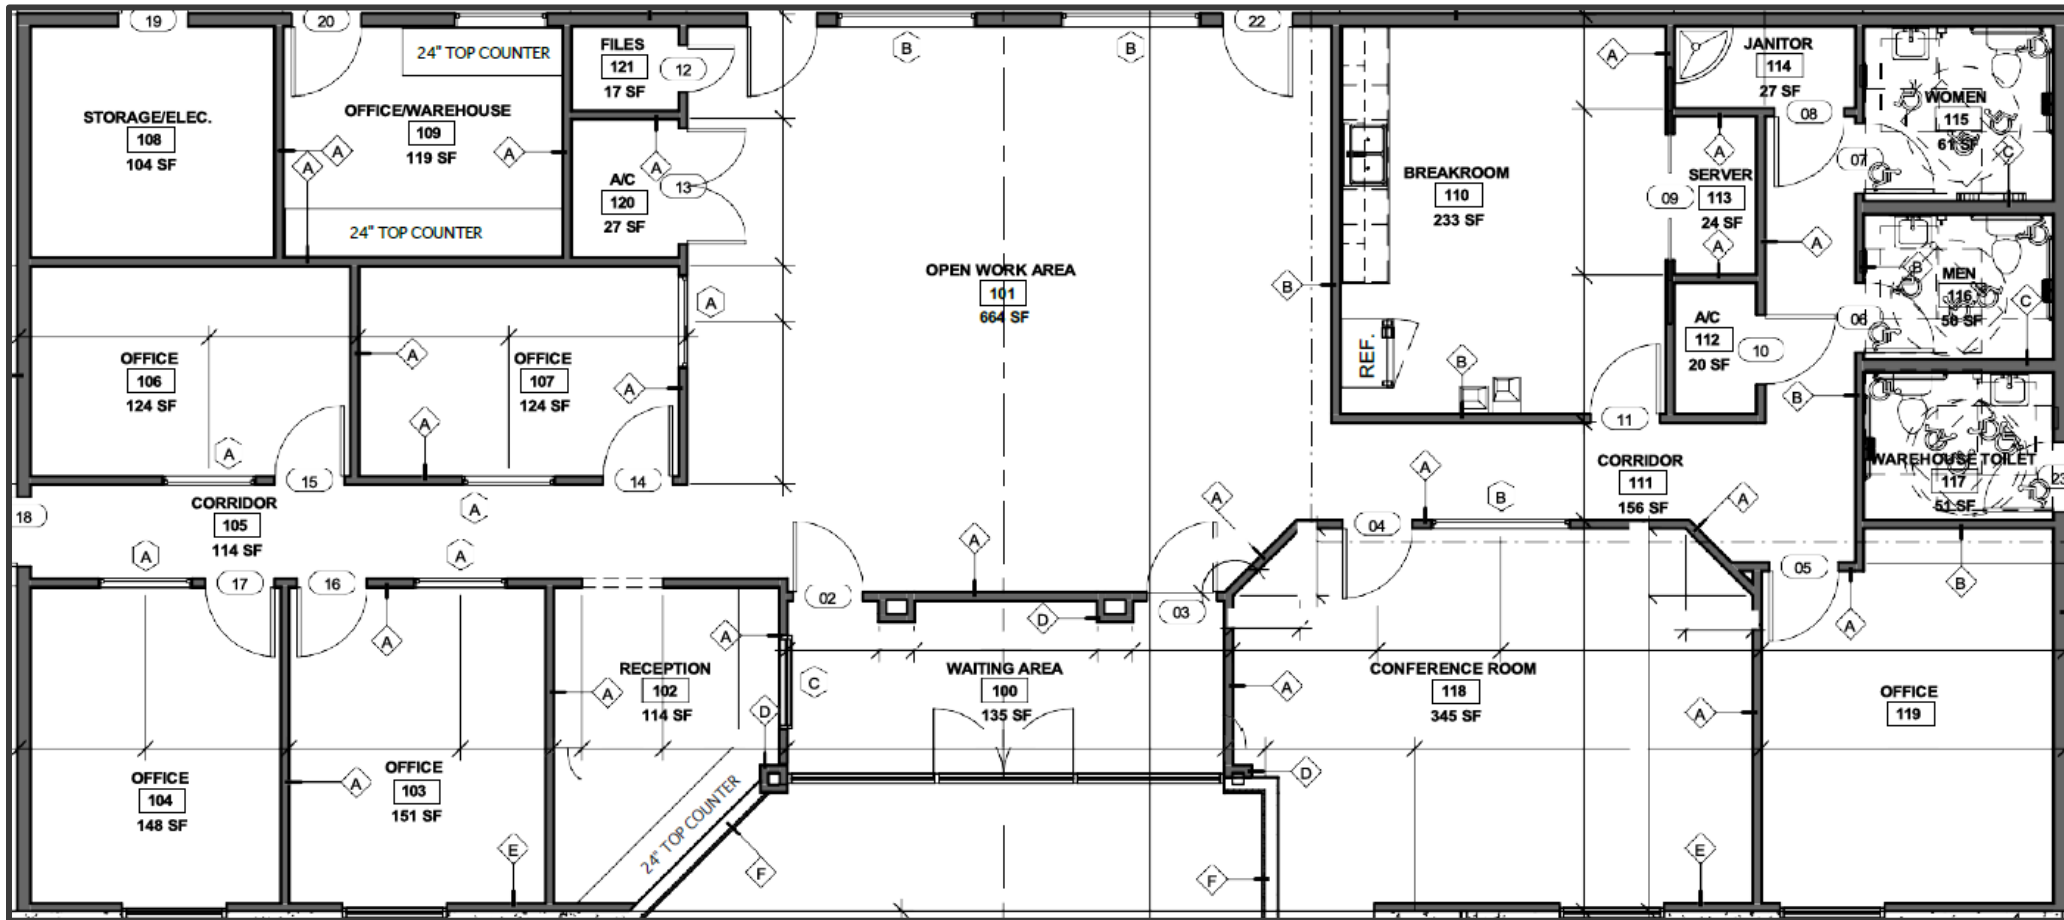 19
20
22
24" TOP COUNTER
FILES
121
17 SF
12
B
B
A
JANITOR
114
27 SF
08
STORAGE/ELEC.
108
104 SF
OFFICE/WAREHOUSE
109
119 SF
A
A
A
A
A/C
120
27 SF
13
24" TOP COUNTER
BREAKROOM
110
233 SF
A
SERVER
113
24 SF
A
09
07
WOMEN
115
61 SF
C
A
OPEN WORK AREA
101
664 SF
B
A
B
MEN
116
56 SF
C
06
A/C
112
20 SF
10
OFFICE
106
124 SF
A
A
OFFICE
107
124 SF
A
A
REF.
B
B
11
15
14
18
CORRIDOR
105
114 SF
A
A
A
A
B
CORRIDOR
111
156 SF
A
WAREHOUSE TOILET
117
51 SF
23
04
A
A
17
16
02
03
05
B
A
A
D
A
RECEPTION
102
114 SF
A
D
C
WAITING AREA
100
135 SF
A
CONFERENCE ROOM
118
345 SF
A
OFFICE
119
D
OFFICE
104
148 SF
A
OFFICE
103
151 SF
E
24" TOP COUNTER
F
F
E